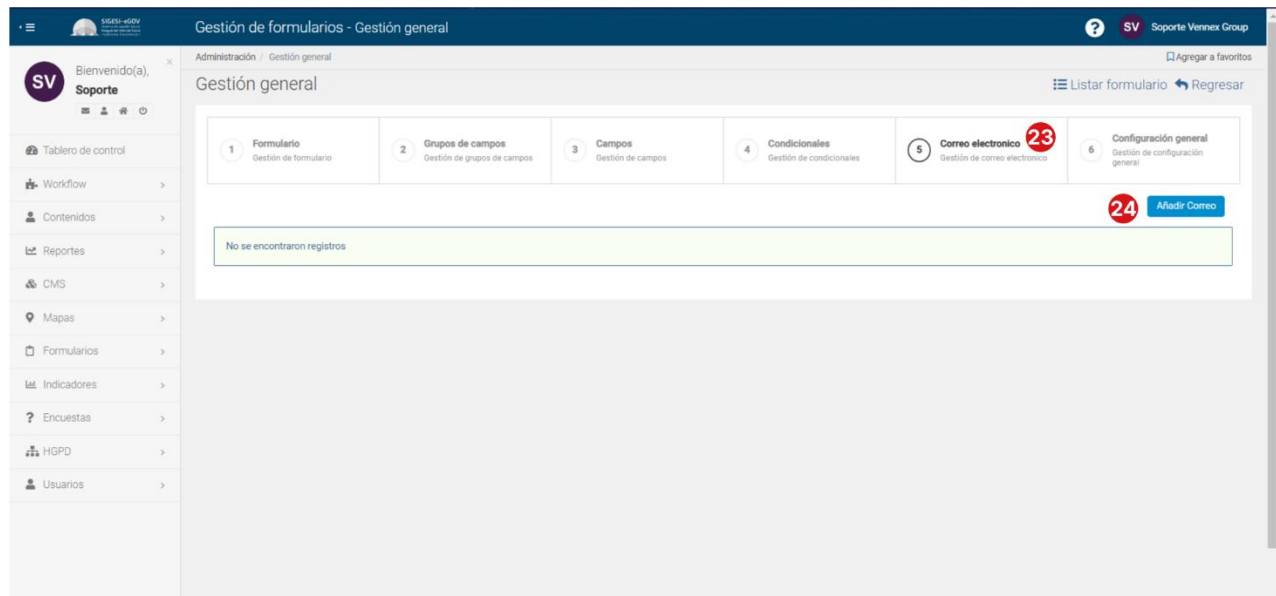 SIGESI-eGOV
Gestión de formularios - Gestión general
?
SV
Soporte Vennex Group
SV
Bienvenido(a),
Soporte
×
Administración / Gestión general
Agregar a favoritos
Gestión general
Listar formulario
Regresar
1
Formulario
Gestión de formulario
2
Grupos de campos
Gestión de grupos de campos
3
Campos
Gestión de campos
4
Condicionales
Gestión de condicionales
5
Correo electronico
Gestión de correo electronico
23
6
Configuración general
Gestión de configuración
general
24
Añadir Correo
No se encontraron registros
Tablero de control
Workflow
Contenidos
Reportes
CMS
Mapas
Formularios
Indicadores
? Encuestas
HGPD
Usuarios